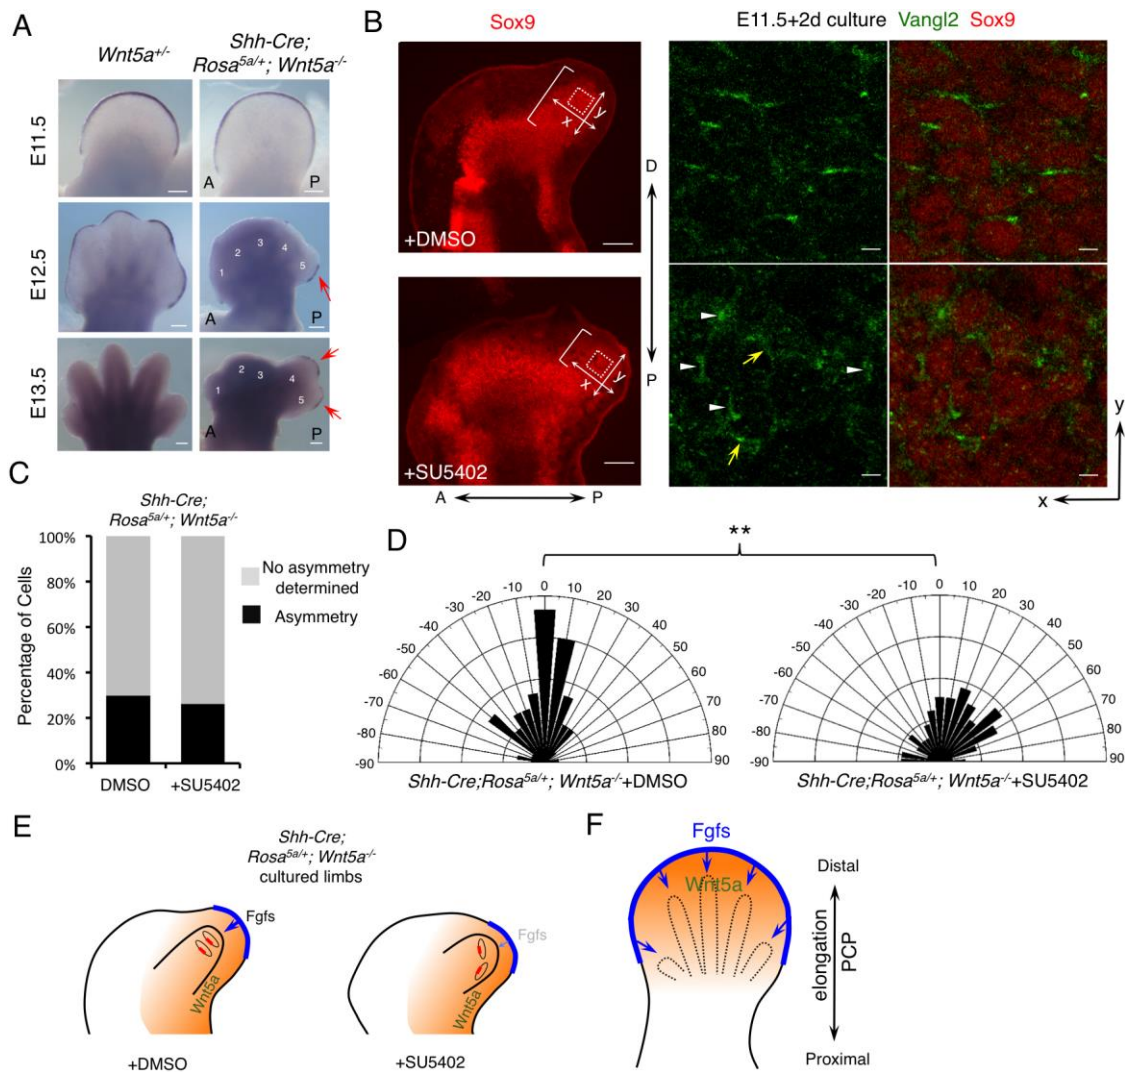 A
Wnt5a+/-
Shh-Cre;
Rosa5a/+; Wnt5a-/-
E11.5
A
P
E12.5
1 2 3 4 5
A
P
E13.5
1 2 3 4 5
A
P
B
Sox9
E11.5+2d culture Vangl2 Sox9
x
y
+DMSO
D
P
x
y
+SU5402
A
P
y
x
C
Shh-Cre;
Rosa5a/+; Wnt5a-/-
Percentage of Cells
100%
80%
60%
40%
20%
0%
DMSO
+SU5402
No asymmetry
determined
Asymmetry
D
**
-90 -80 -70 -60 -50 -40 -30 -20 -10 0 10 20 30 40 50 60 70 80 90
Shh-Cre;Rosa5a/+; Wnt5a-/-+DMSO
-90 -80 -70 -60 -50 -40 -30 -20 -10 0 10 20 30 40 50 60 70 80 90
Shh-Cre;Rosa5a/+; Wnt5a-/-+SU5402
E
Shh-Cre;
Rosa5a/+; Wnt5a-/-
cultured limbs
Fgfs
Wnt5a
+DMSO
Fgfs
Wnt5a
+SU5402
F
Fgfs
Wnt5a
Distal
elongation
PCP
Proximal